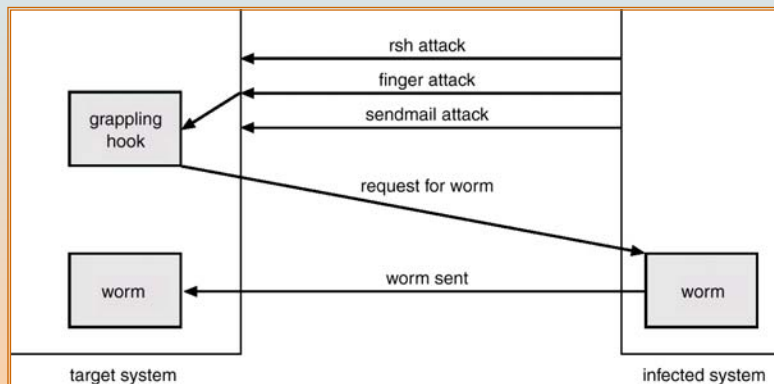 rsh attack
finger attack
grappling
hook
sendmail attack
request for worm
worm
worm sent
worm
target system
infected system